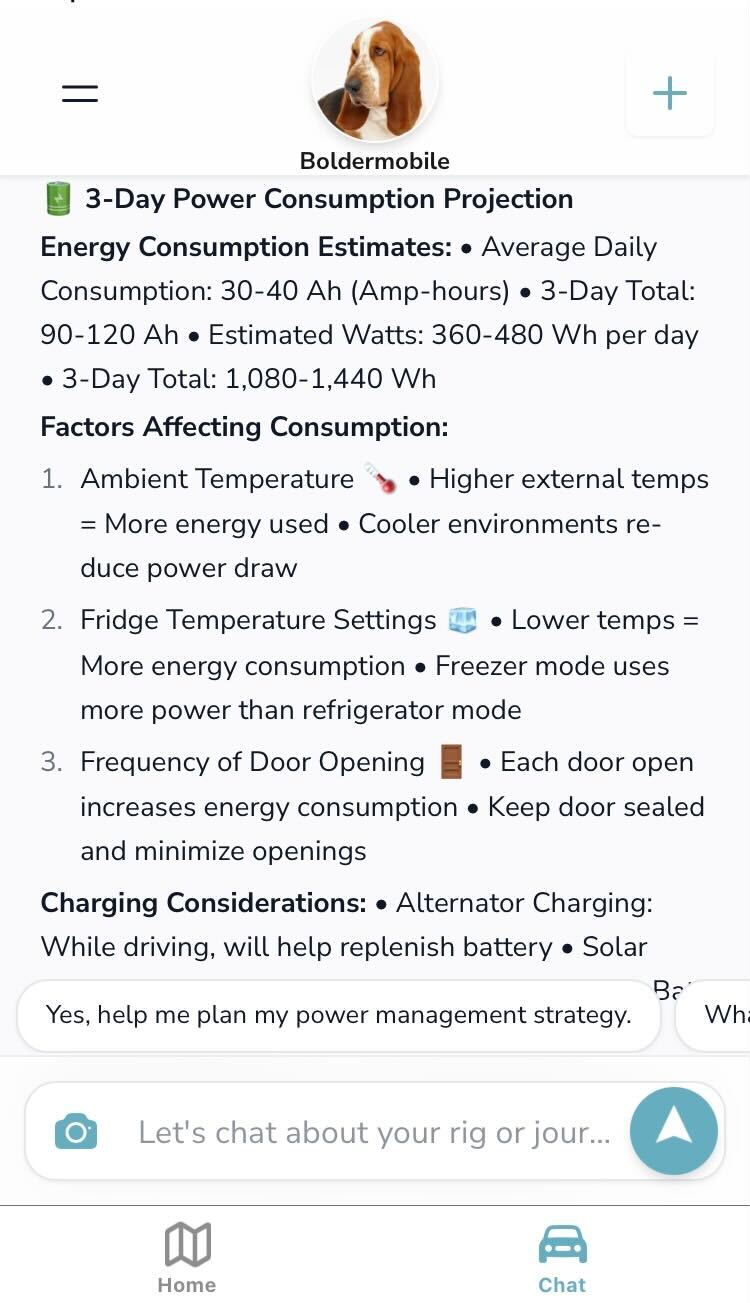 Boldermobile
3-Day Power Consumption Projection
Energy Consumption Estimates: • Average Daily
Consumption: 30-40 Ah (Amp-hours) • 3-Day Total:
90-120 Ah • Estimated Watts: 360-480 Wh per day
• 3-Day Total: 1,080-1,440 Wh
Factors Affecting Consumption:
1. Ambient Temperature 🌡️ • Higher external temps
= More energy used • Cooler environments re-
duce power draw
2. Fridge Temperature Settings 🧊 • Lower temps =
More energy consumption • Freezer mode uses
more power than refrigerator mode
3. Frequency of Door Opening 🚪 • Each door open
increases energy consumption • Keep door sealed
and minimize openings
Charging Considerations: • Alternator Charging:
While driving, will help replenish battery • Solar
Yes, help me plan my power management strategy.
Let's chat about your rig or jour...
Home
Chat